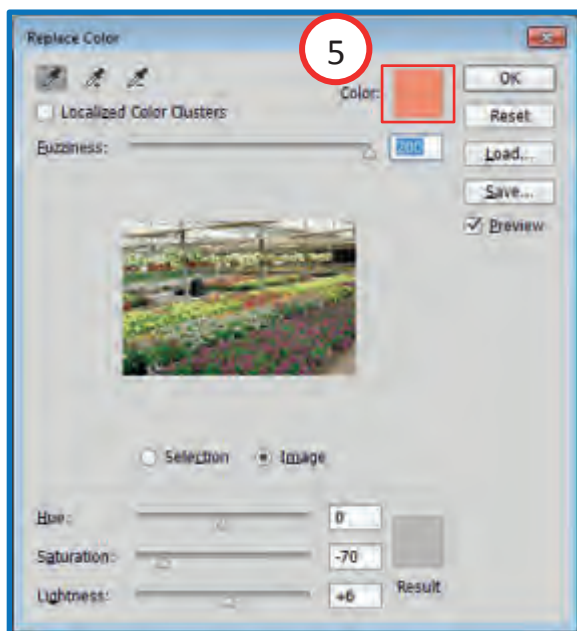 Replace Color
5
Color:
OK
Localized Color Clusters
Reset
Fuzziness:
200
Load...
Save...
Preview
Selection
Image
Hue:
0
Saturation:
-70
Lightness:
+6
Result